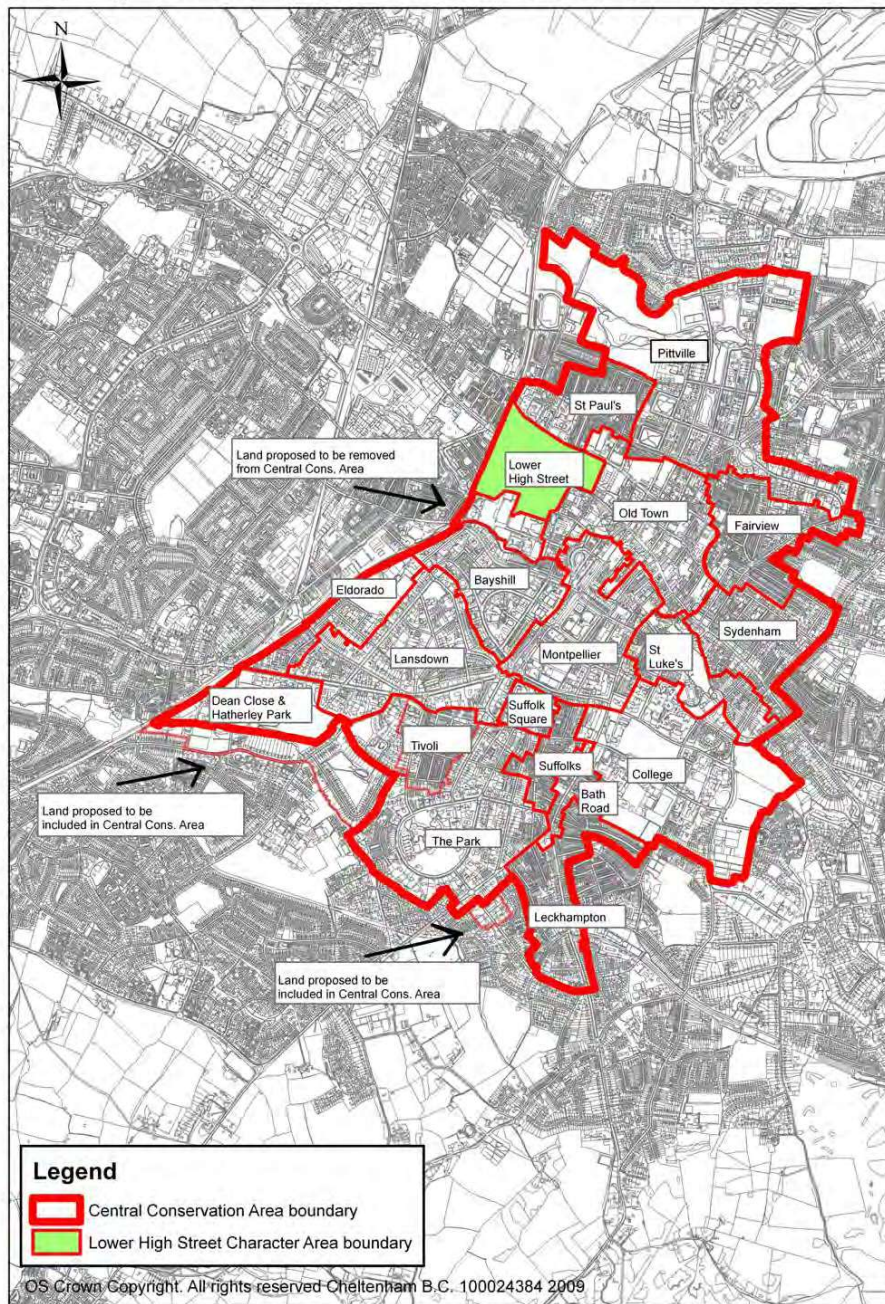 N
Pittville
St Paul's
Land proposed to be removed
from Central Cons. Area
Lower
High Street
Old Town
Fairview
Eldorado
Bayshill
Sydenham
Lansdown
Montpellier
St
Luke's
Dean Close &
Hatherley Park
Suffolk
Square
Tivoli
Suffolks
College
Land proposed to be
included in Central Cons. Area
Bath
Road
The Park
Leckhampton
Land proposed to be
included in Central Cons. Area
Legend
Central Conservation Area boundary
Lower High Street Character Area boundary
OS Crown Copyright. All rights reserved Cheltenham B.C. 100024384 2009